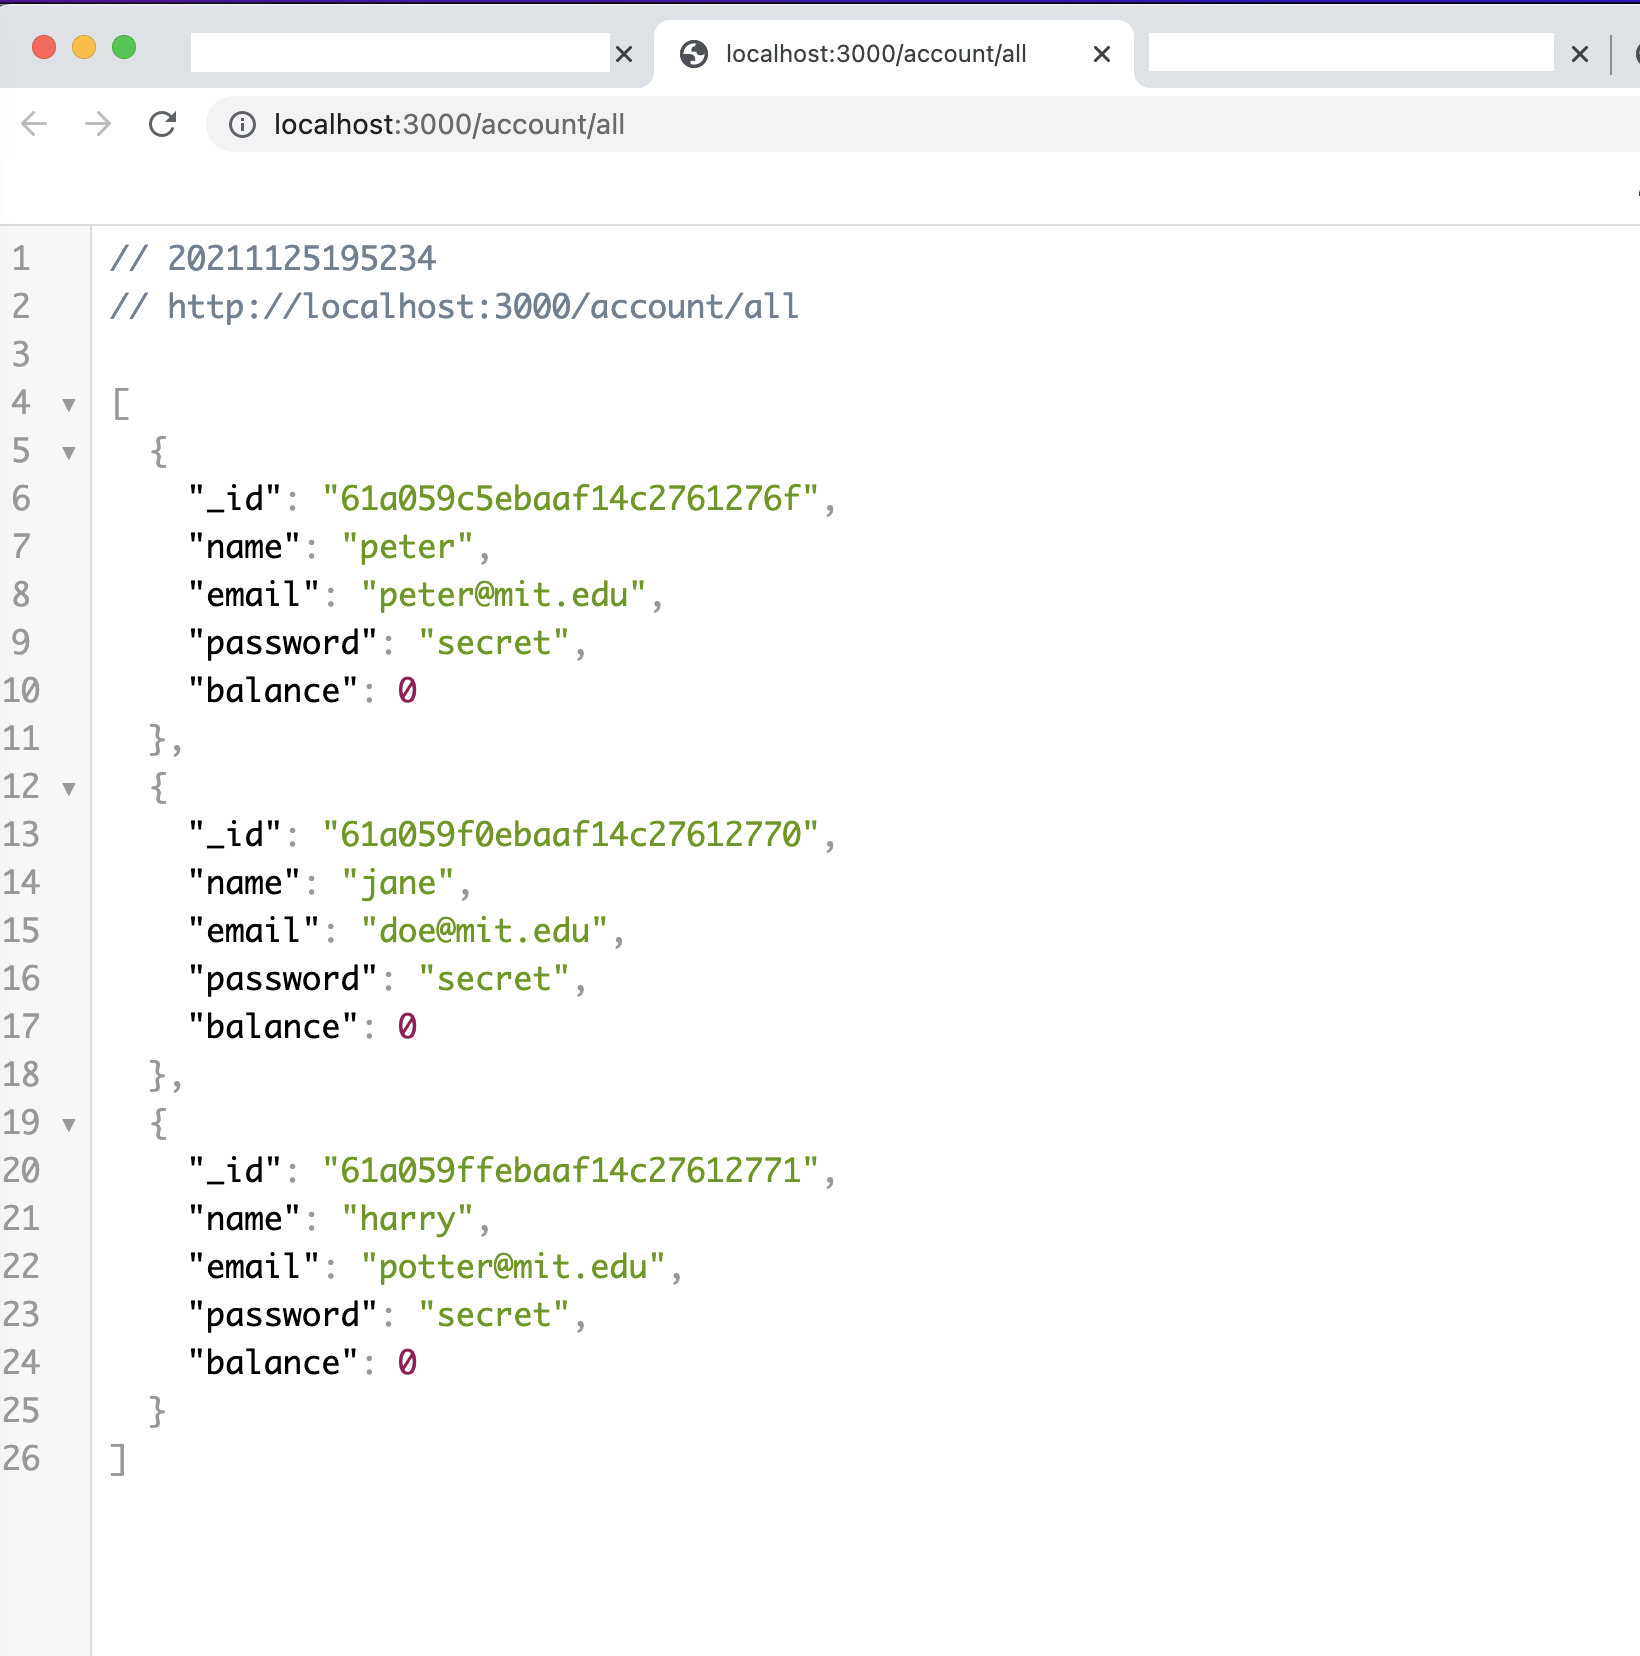 localhost:3000/account/all
localhost:3000/account/all
1 // 20211125195234
2 // http://localhost:3000/account/all
3
4 [
5 {
6 "_id": "61a059c5ebaaf14c2761276f",
7 "name": "peter",
8 "email": "peter@mit.edu",
9 "password": "secret",
10 "balance": 0
11 },
12 {
13 "_id": "61a059f0ebaaf14c27612770",
14 "name": "jane",
15 "email": "doe@mit.edu",
16 "password": "secret",
17 "balance": 0
18 },
19 {
20 "_id": "61a059ffebaaf14c27612771",
21 "name": "harry",
22 "email": "potter@mit.edu",
23 "password": "secret",
24 "balance": 0
25 }
26 ]